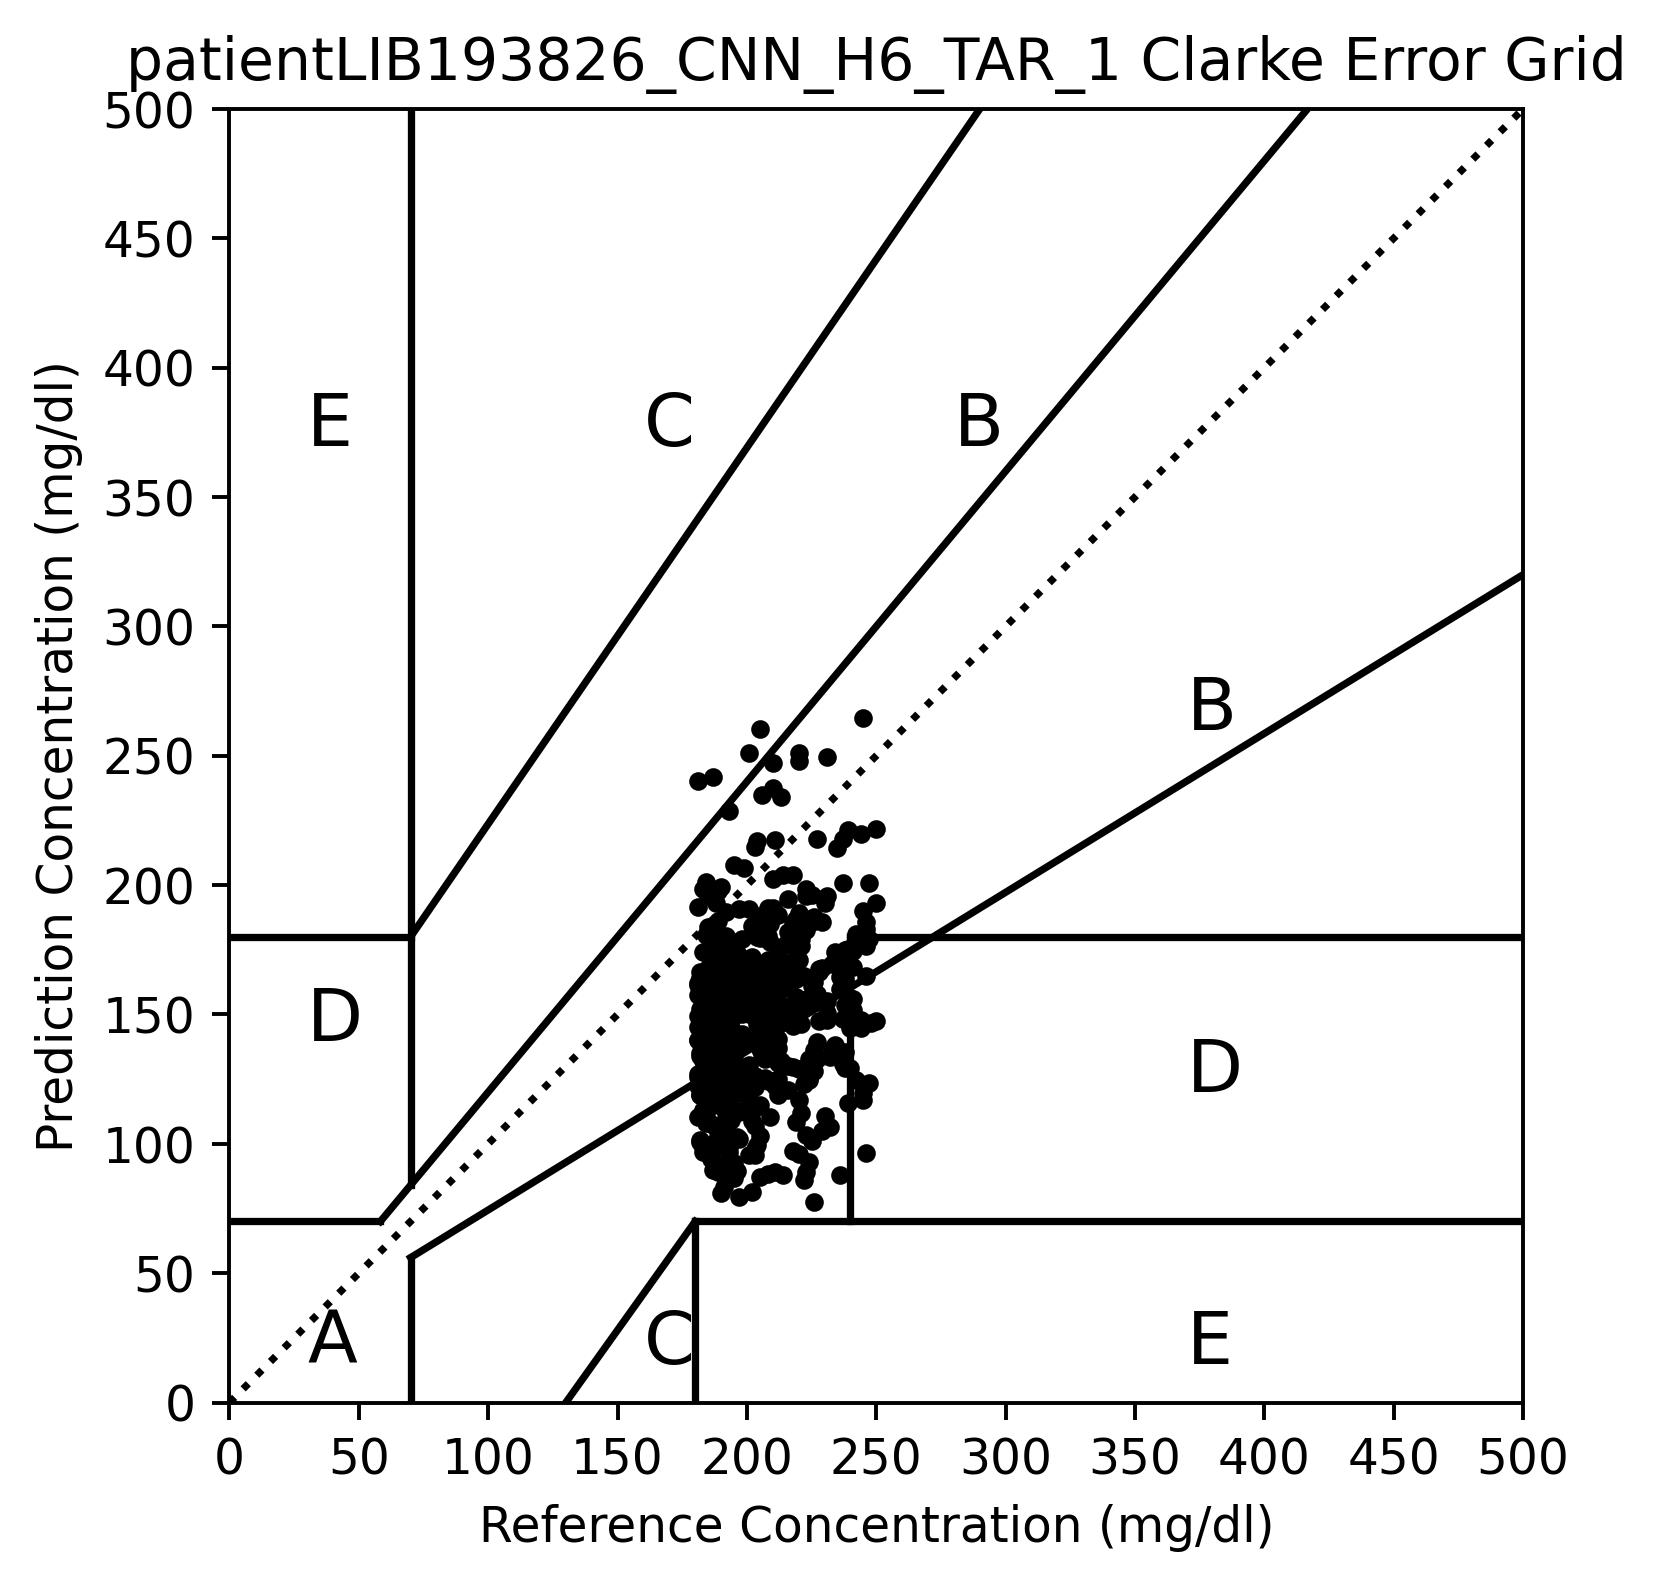 patientLIB193826_CNN_H6_TAR_1 Clarke Error Grid
500
450
400
350
300
250
200
150
100
50
0
Prediction Concentration (mg/dl)
E
C
B
B
D
D
A
C
E
0 50 100 150 200 250 300 350 400 450 500
Reference Concentration (mg/dl)